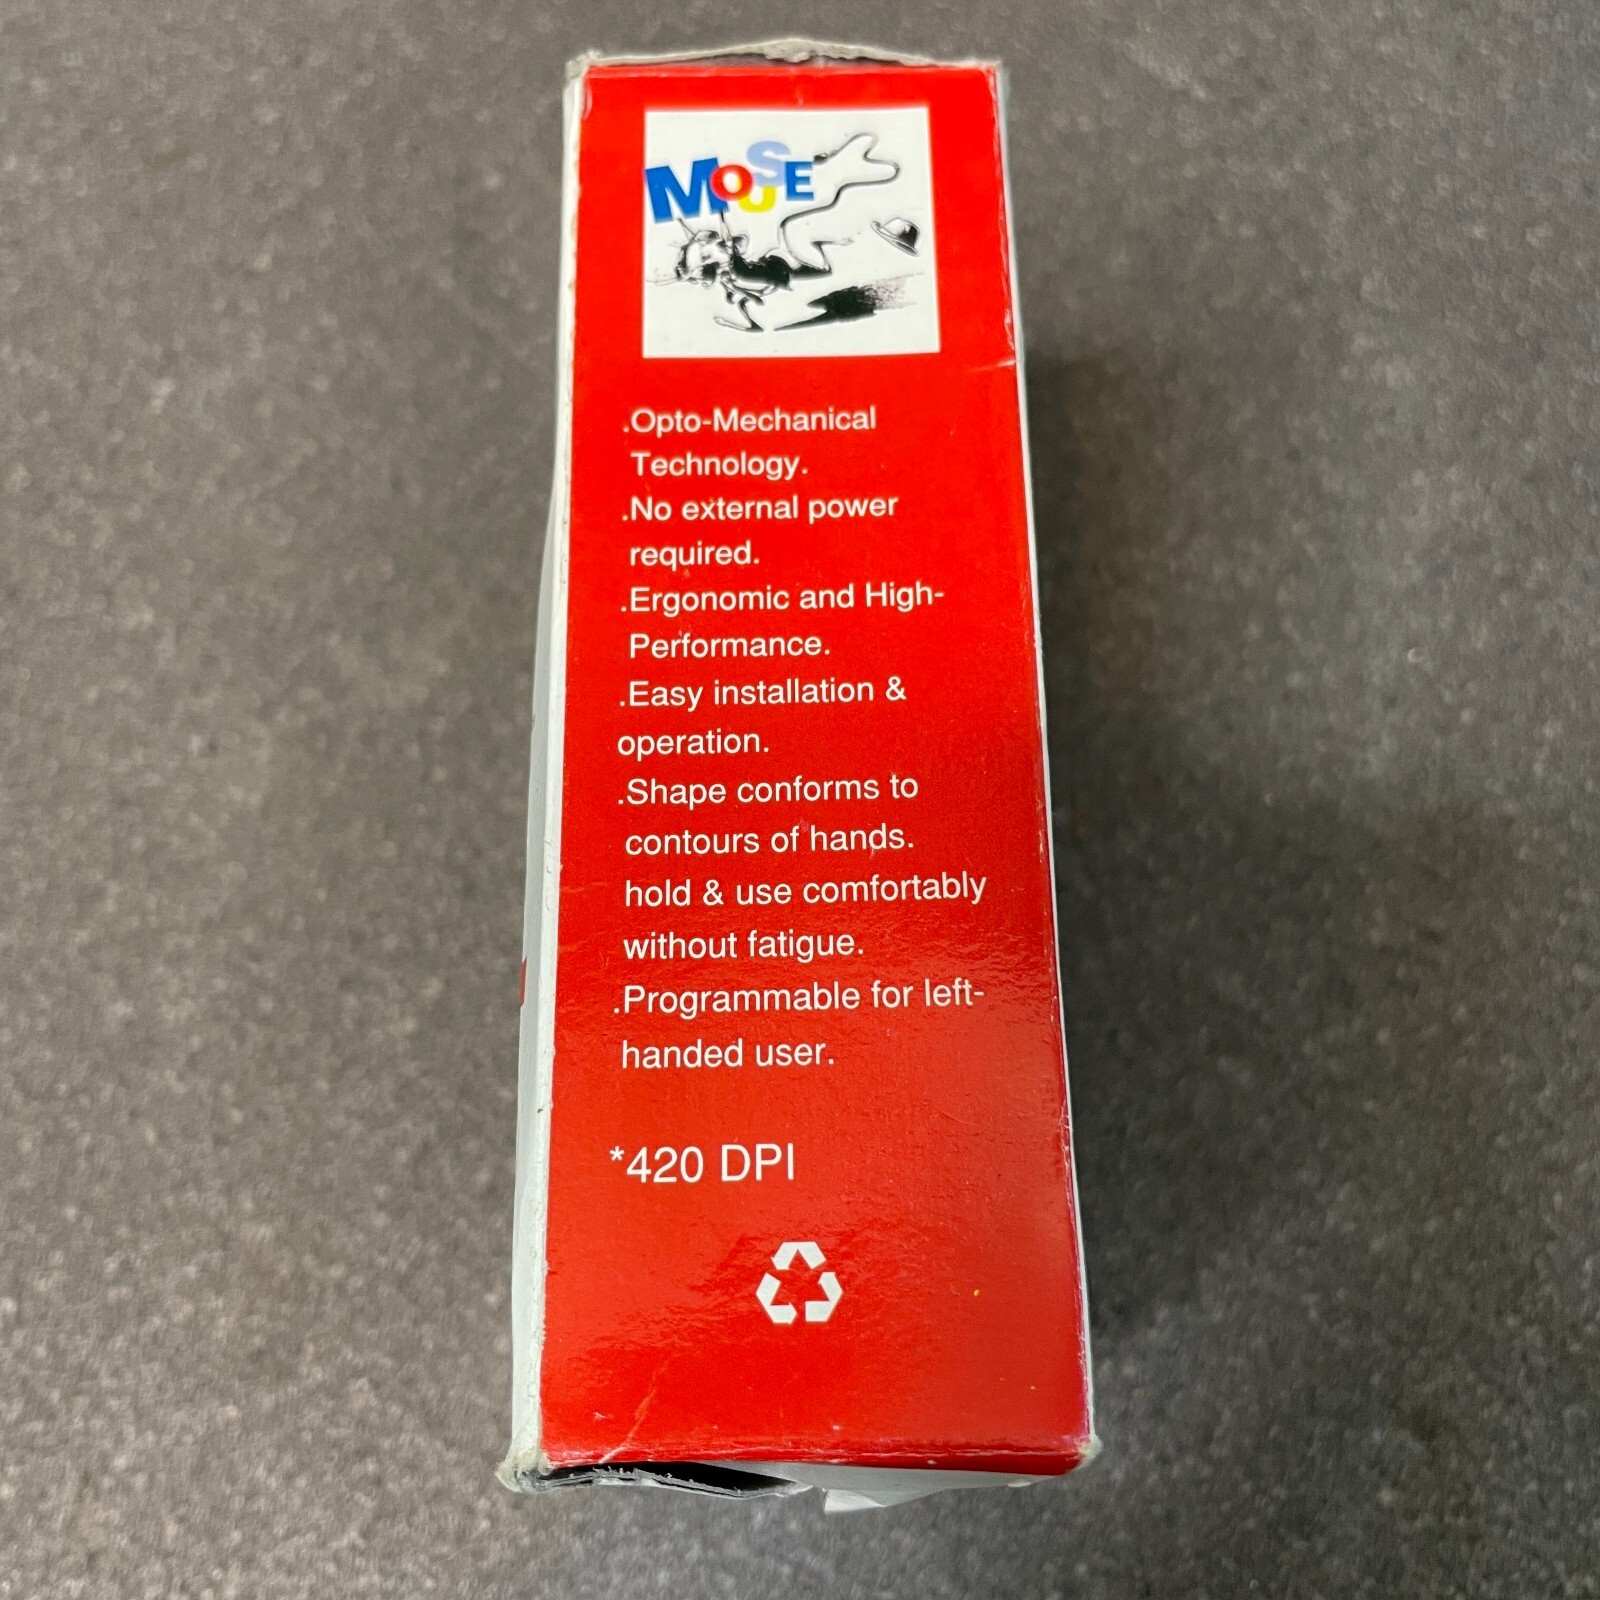 MOUSE
.Opto-Mechanical
Technology.
.No external power
required.
.Ergonomic and High-
Performance.
.Easy installation &
operation.
.Shape conforms to
contours of hands.
hold & use comfortably
without fatigue.
.Programmable for left-
handed user.
*420 DPI